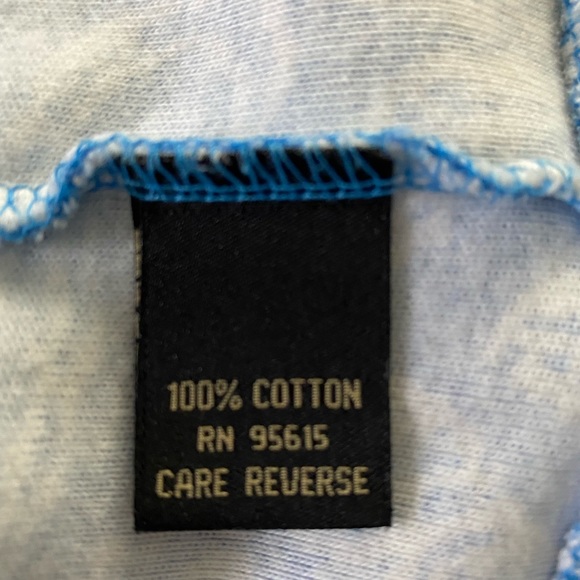 100% COTTON
RN 95615
CARE REVERSE